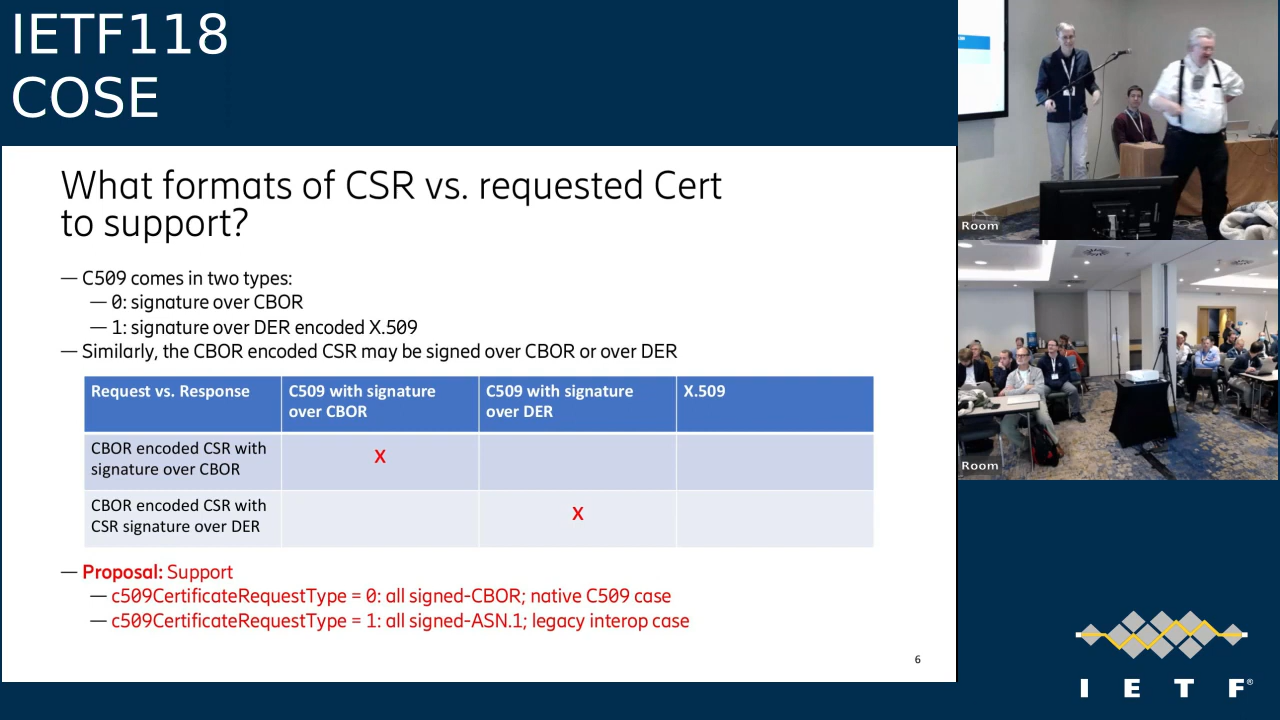 IETF118
COSE
What formats of CSR vs. requested Cert
to support?
— C509 comes in two types:
— 0: signature over CBOR
— 1: signature over DER encoded X.509
— Similarly, the CBOR encoded CSR may be signed over CBOR or over DER
Request vs. Response
C509 with signature
over CBOR
C509 with signature
over DER
X.509
CBOR encoded CSR with
signature over CBOR
X
CBOR encoded CSR with
CSR signature over DER
X
— Proposal: Support
— c509CertificateRequestType = 0: all signed-CBOR; native C509 case
— c509CertificateRequestType = 1: all signed-ASN.1; legacy interop case
6
Room
Room
I E T F®